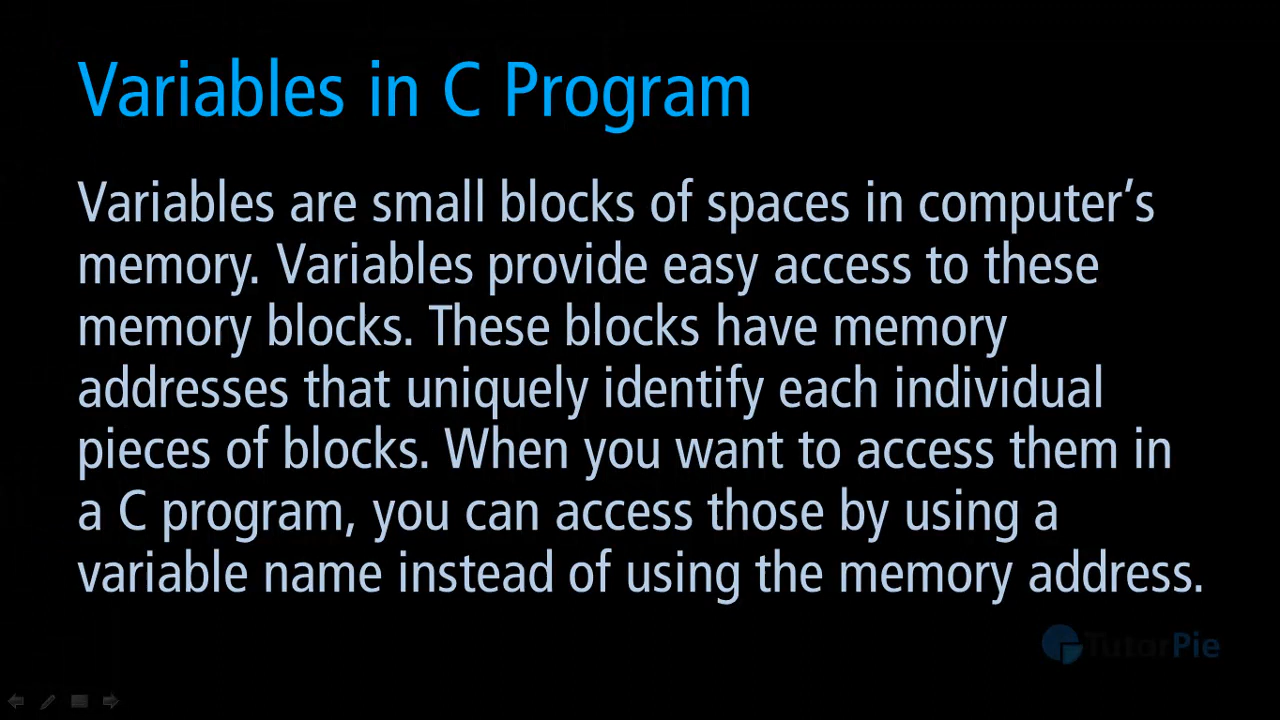 Variables in C Program
Variables are small blocks of spaces in computer’s
memory. Variables provide easy access to these
memory blocks. These blocks have memory
addresses that uniquely identify each individual
pieces of blocks. When you want to access them in
a C program, you can access those by using a
variable name instead of using the memory address.
TutorPie